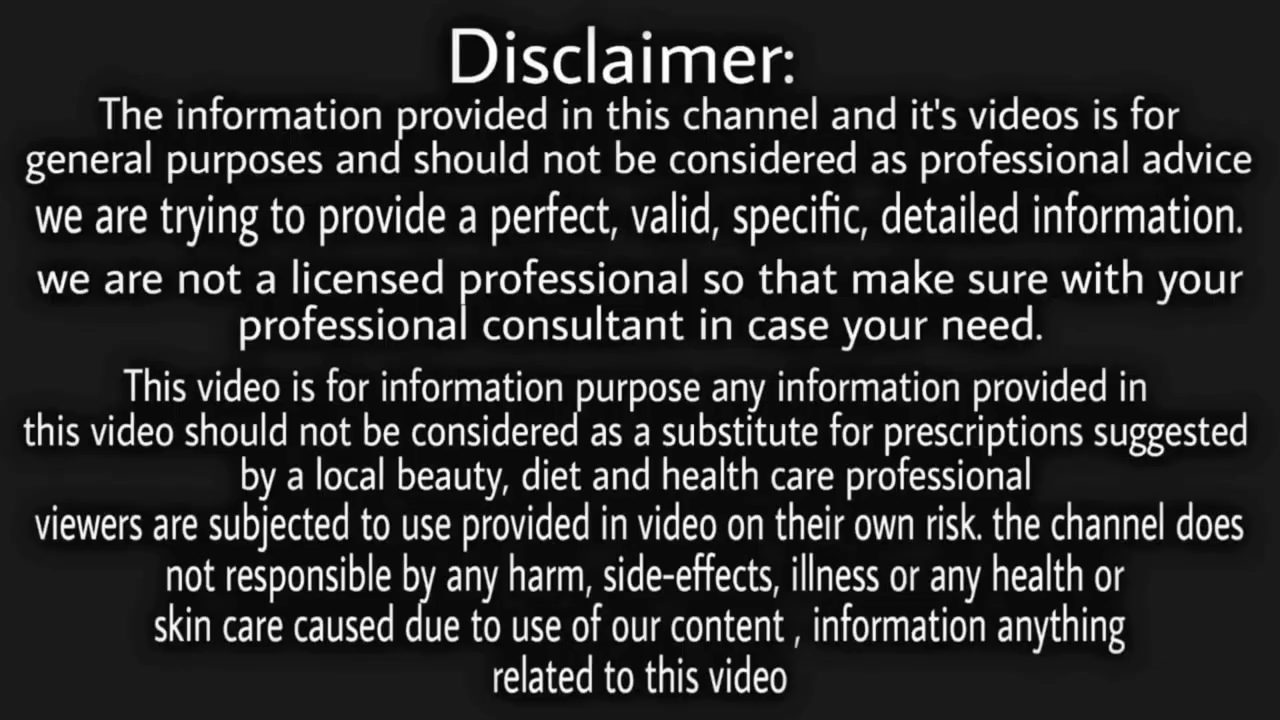 Disclaimer:
The information provided in this channel and it's videos is for
general purposes and should not be considered as professional advice
we are trying to provide a perfect, valid, specific, detailed information.
we are not a licensed professional so that make sure with your
professional consultant in case your need.
This video is for information purpose any information provided in
this video should not be considered as a substitute for prescriptions suggested
by a local beauty, diet and health care professional
viewers are subjected to use provided in video on their own risk. the channel does
not responsible by any harm, side-effects, illness or any health or
skin care caused due to use of our content , information anything
related to this video